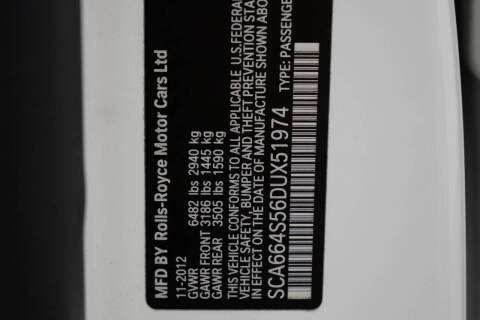 MFD BY Rolls-Royce Motor Cars Ltd
11-2012
GVWR 6482 lbs 2940 kg
GAWR FRONT 3186 lbs 1445 kg
GAWR REAR 3505 lbs 1590 kg
THIS VEHICLE CONFORMS TO ALL APPLICABLE U.S.FEDERAL
VEHICLE SAFETY, BUMPER AND THEFT PREVENTION STA
IN EFFECT ON THE DATE OF MANUFACTURE SHOWN ABO
SCA664S56DUX51974 TYPE: PASSENGE